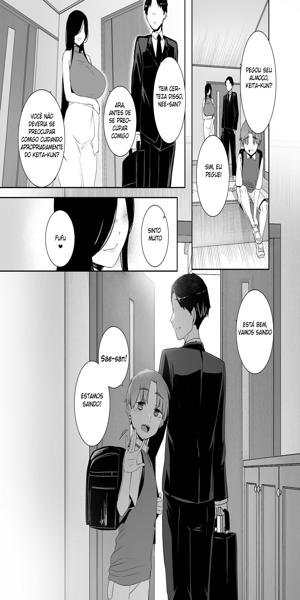 PEGOU SEU
ALMOÇO,
KEITA-KUN?
SIM, EU
PEGUEI
TEM CER-
TEZA DISSO,
NEE-SAN?
ARA,
ANTES DE
SE PREO-
CUPAR
COMIGO
VOCÊ NÃO
DEVERIA SE
PREOCUPAR
COMIGO CUIDANDO
APROPRIADAMENTE
DO KEITA-KUN?
SINTO
MUITO
FUFU
♥
ESTÁ BEM,
VAMOS SAINDO
Sae-san!
ESTAMOS
SAINDO!